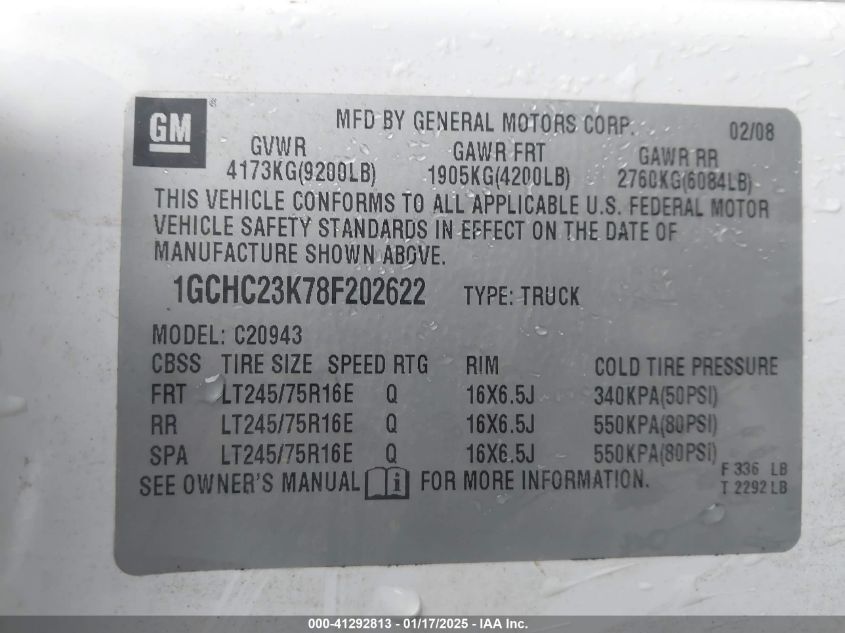 GM ®
MFD BY GENERAL MOTORS CORP. 02/08
GVWR GAWR FRT GAWR RR
4173KG(9200LB) 1905KG(4200LB) 2760KG(6084LB)
THIS VEHICLE CONFORMS TO ALL APPLICABLE U.S. FEDERAL MOTOR
VEHICLE SAFETY STANDARDS IN EFFECT ON THE DATE OF
MANUFACTURE SHOWN ABOVE.
1GCHC23K78F202622 TYPE: TRUCK
MODEL: C20943
CBSS TIRE SIZE SPEED RTG RIM COLD TIRE PRESSURE
FRT LT245/75R16E Q 16X6.5J 340KPA(50PSI)
RR LT245/75R16E Q 16X6.5J 550KPA(80PSI)
SPA LT245/75R16E Q 16X6.5J 550KPA(80PSI)
F 336 LB
SEE OWNER'S MANUAL i FOR MORE INFORMATION. T 2292 LB
000-41292813 - 01/17/2025 - IAA Inc.